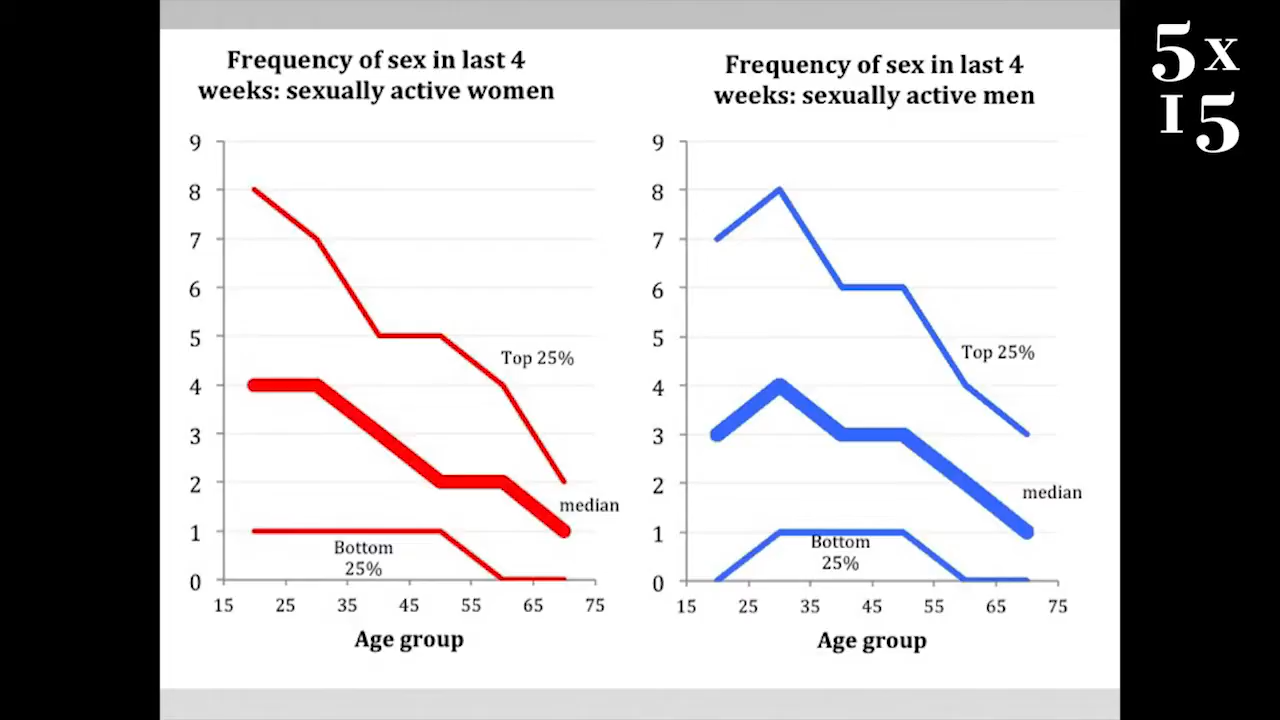 Frequency of sex in last 4
weeks: sexually active women
9
8
7
6
5
4
3
2
1
0
Top 25%
median
Bottom
25%
15 25 35 45 55 65 75
Age group
Frequency of sex in last 4
weeks: sexually active men
9
8
7
6
5
4
3
2
1
0
Top 25%
median
Bottom
25%
15 25 35 45 55 65 75
Age group
5 x
15